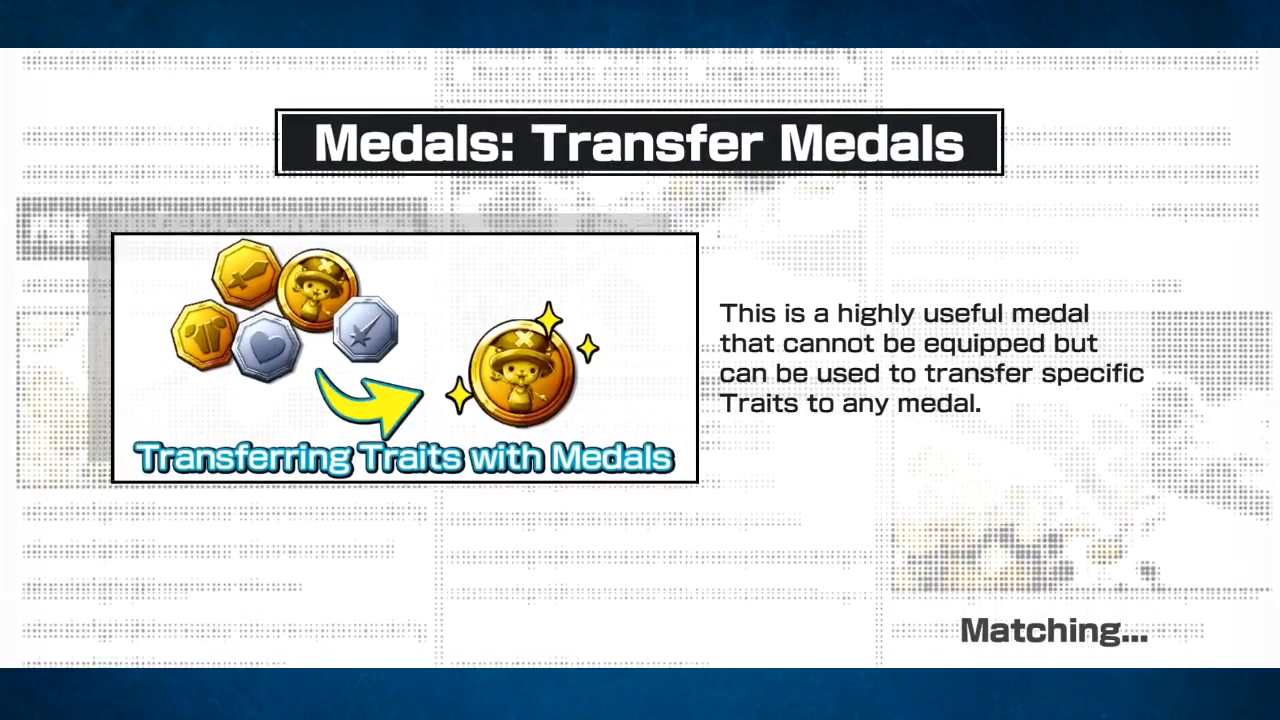 Medals: Transfer Medals
This is a highly useful medal
that cannot be equipped but
can be used to transfer specific
Traits to any medal.
Transferring Traits with Medals
Matching...